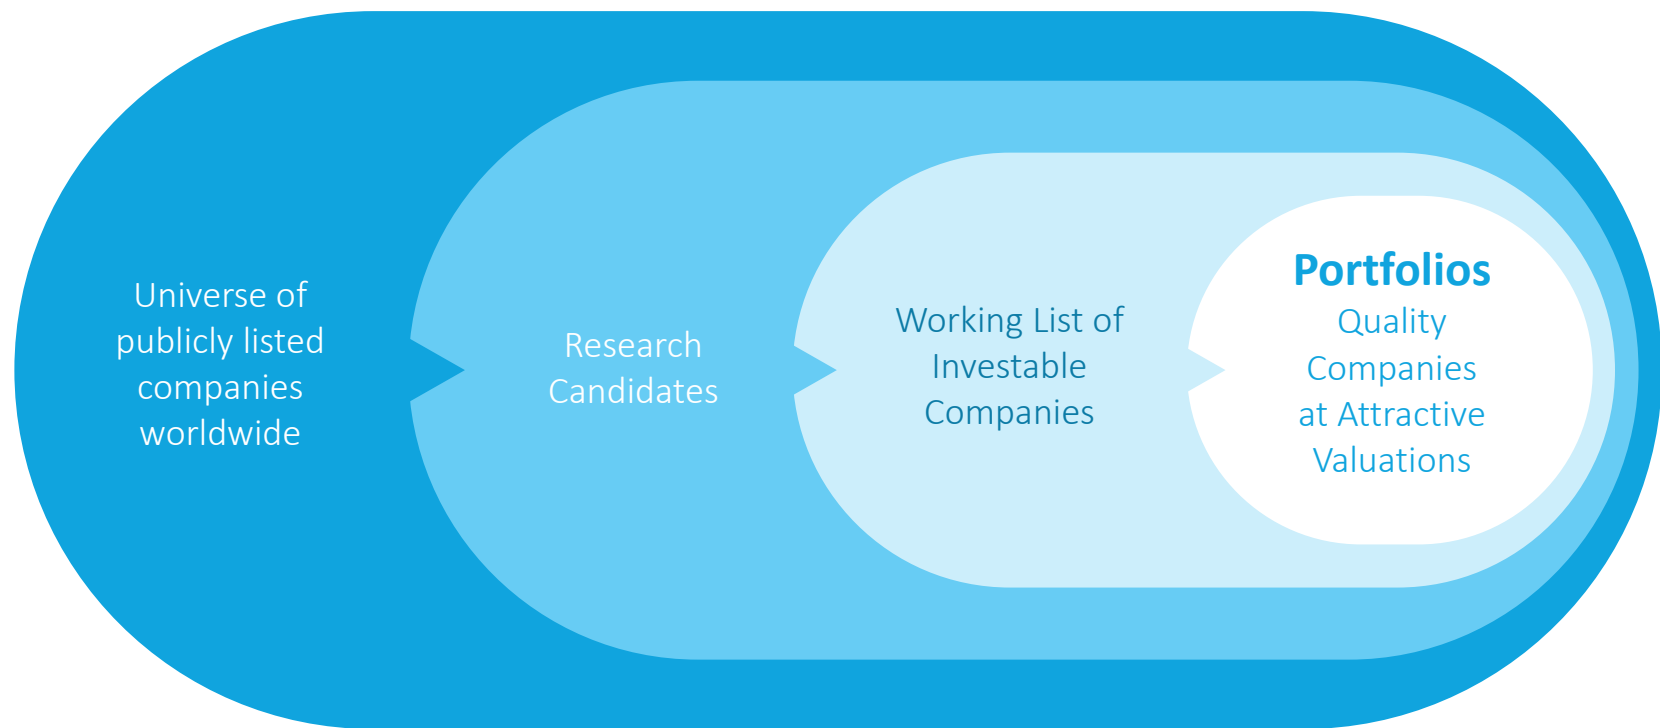 Universe of
publicly listed
companies
worldwide
Research
Candidates
Working List of
Investable
Companies
Portfolios
Quality
Companies
at Attractive
Valuations